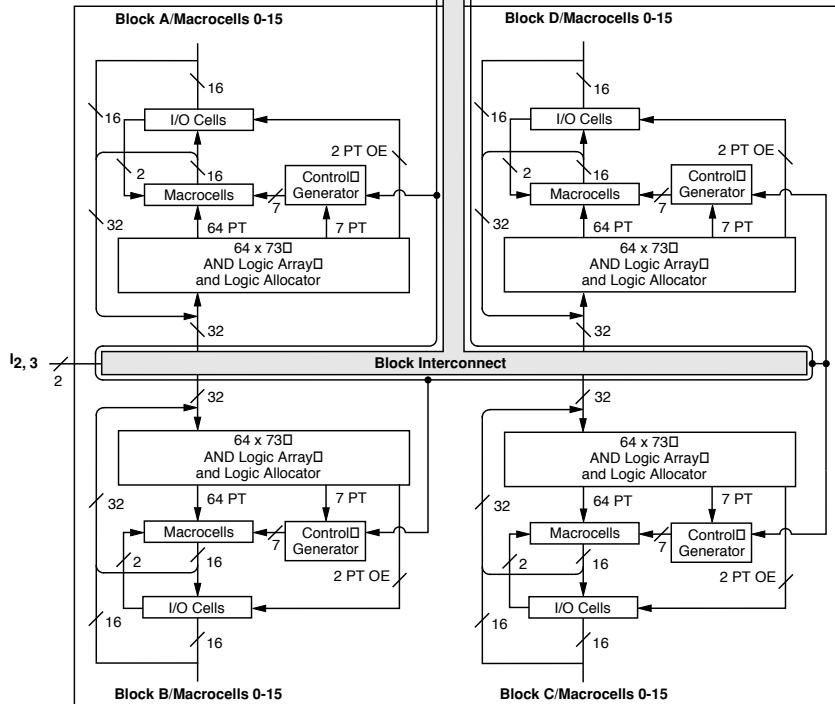 Block A/Macrocells 0-15
16
16
I/O Cells
2 PT OE
2
16
Control□
Generator
Macrocells
7
32
64 PT
7 PT
64 x 73□
AND Logic Array□
and Logic Allocator
32
Block D/Macrocells 0-15
16
16
I/O Cells
2 PT OE
2
16
Control□
Generator
Macrocells
7
32
64 PT
7 PT
64 x 73□
AND Logic Array□
and Logic Allocator
32
I2, 3
2
Block Interconnect
32
64 x 73□
AND Logic Array□
and Logic Allocator
32
64 PT
7 PT
Macrocells
7
Control□
Generator
2
16
2 PT OE
I/O Cells
16
16
Block B/Macrocells 0-15
32
64 x 73□
AND Logic Array□
and Logic Allocator
32
64 PT
7 PT
Macrocells
7
Control□
Generator
2
16
2 PT OE
I/O Cells
16
16
Block C/Macrocells 0-15